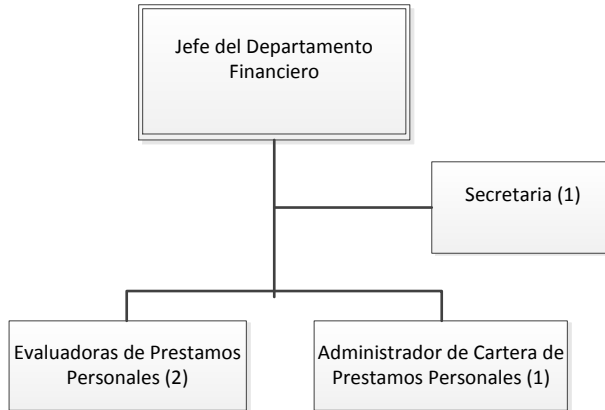 Jefe del Departamento
Financiero
Secretaria (1)
Evaluadoras de Prestamos
Personales (2)
Administrador de Cartera de
Prestamos Personales (1)